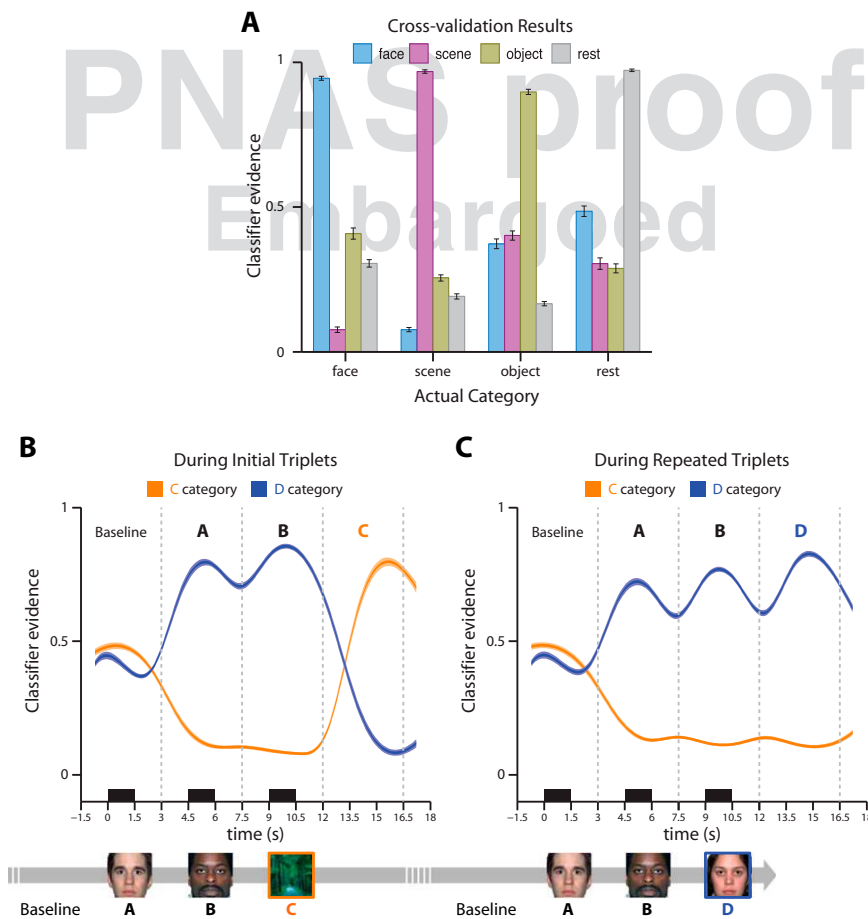 A
Cross-validation Results
face scene object rest
PNAS proof
Embargoed
1
0.5
0
Classifier evidence
face scene object rest
Actual Category
B
During Initial Triplets
C category D category
1
0.5
0
Classifier evidence
Baseline A B C
−1.5 0 1.5 3 4.5 6 7.5 9 10.5 12 13.5 15 16.5 18
time (s)
Baseline A B C
C
During Repeated Triplets
C category D category
1
0.5
0
Classifier evidence
Baseline A B D
−1.5 0 1.5 3 4.5 6 7.5 9 10.5 12 13.5 15 16.5 18
time (s)
Baseline A B D